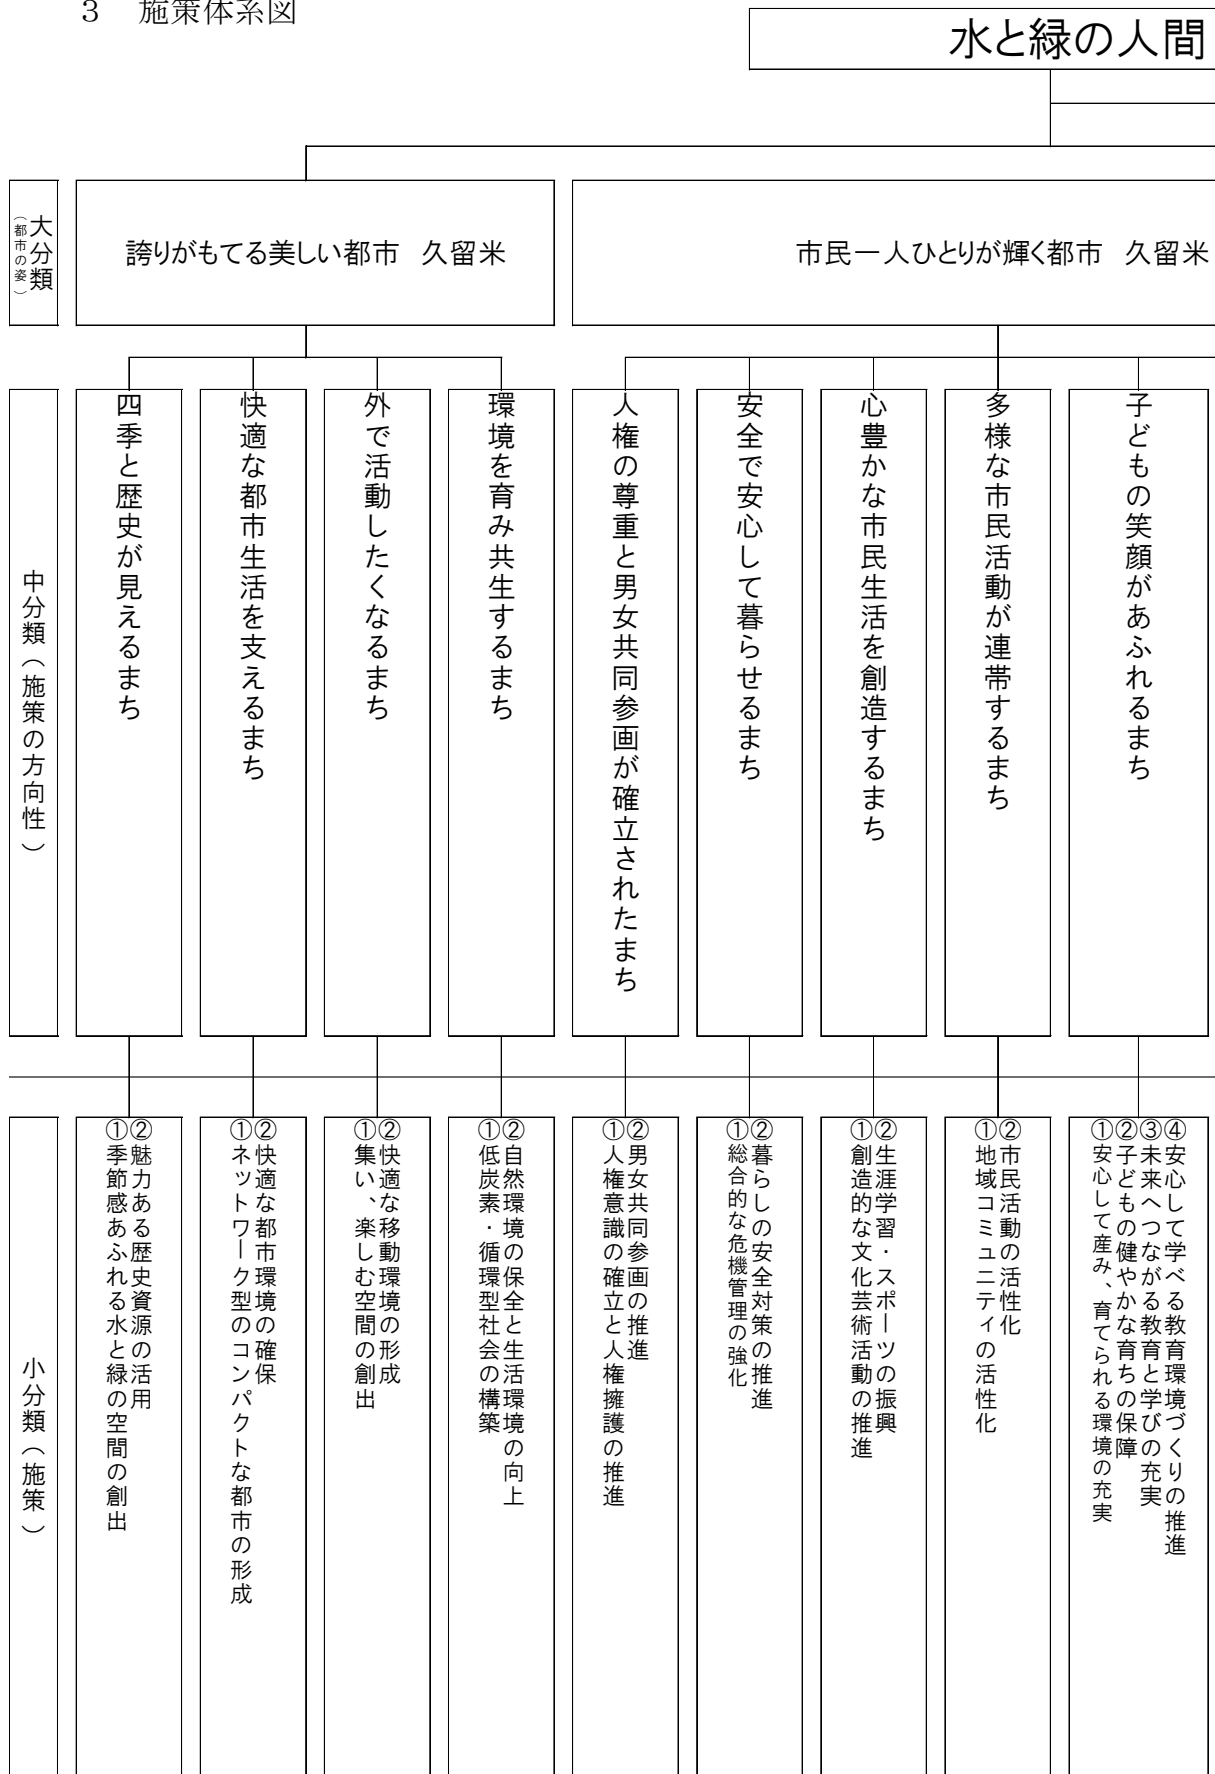 3　施策体系図
水と緑の人間
大分類
（都市の姿）
誇りがもてる美しい都市　久留米
市民一人ひとりが輝く都市　久留米
中分類（施策の方向性）
四季と歴史が見えるまち
快適な都市生活を支えるまち
外で活動したくなるまち
環境を育み共生するまち
人権の尊重と男女共同参画が確立されたまち
安全で安心して暮らせるまち
心豊かな市民生活を創造するまち
多様な市民活動が連帯するまち
子どもの笑顔があふれるまち
小分類（施策）
①季節感あふれる水と緑の空間の創出
②魅力ある歴史資源の活用
①ネットワーク型のコンパクトな都市の形成
②快適な都市環境の確保
①集い、楽しむ空間の創出
②快適な移動環境の形成
①低炭素・循環型社会の構築
②自然環境の保全と生活環境の向上
①人権意識の確立と人権擁護の推進
②男女共同参画の推進
①総合的な危機管理の強化
②暮らしの安全対策の推進
①創造的な文化芸術活動の推進
②生涯学習・スポーツの振興
①地域コミュニティの活性化
②市民活動の活性化
①安心して産み、育てられる環境の充実
②子どもの健やかな育ちの保障
③未来へつながる教育と学びの充実
④安心して学べる教育環境づくりの推進